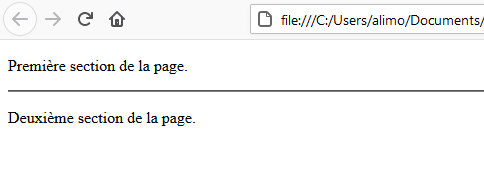 file:///C:/Users/alimo/Documents/
Première section de la page.
Deuxième section de la page.